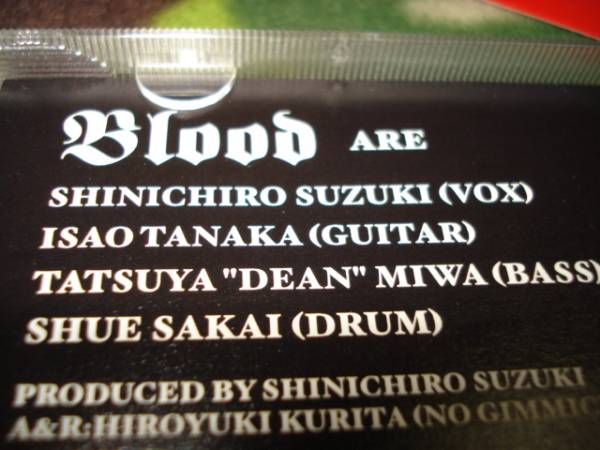 Blood ARE
SHINICHIRO SUZUKI (VOX)
ISAO TANAKA (GUITAR)
TATSUYA "DEAN" MIWA (BASS)
SHUE SAKAI (DRUM)
PRODUCED BY SHINICHIRO SUZUKI
A&R:HIROYUKI KURITA (NO